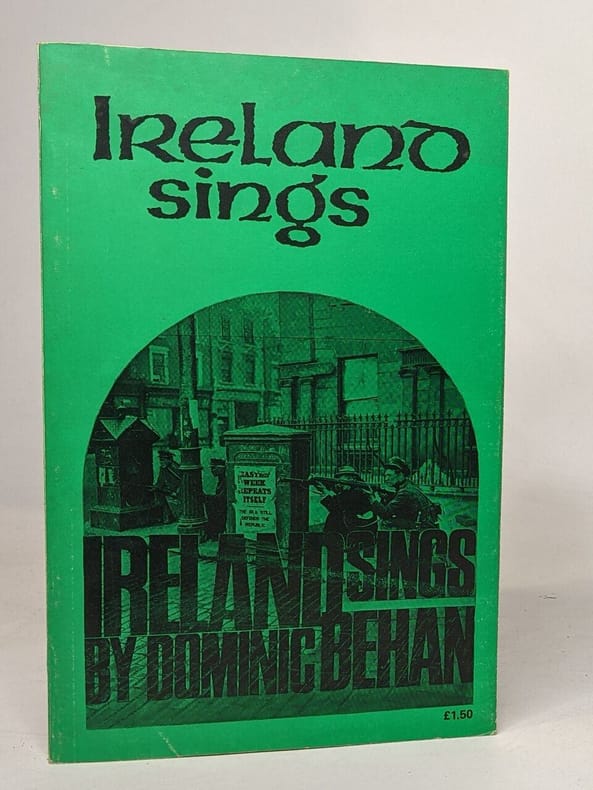 Ireland
sings
EASTER
WEEK
REPEATS
ITSELF
THE IRA STILL
DEFENDS THE
REPUBLIC
IRELAND SINGS
BY DOMINIC BEHAN
£1.50